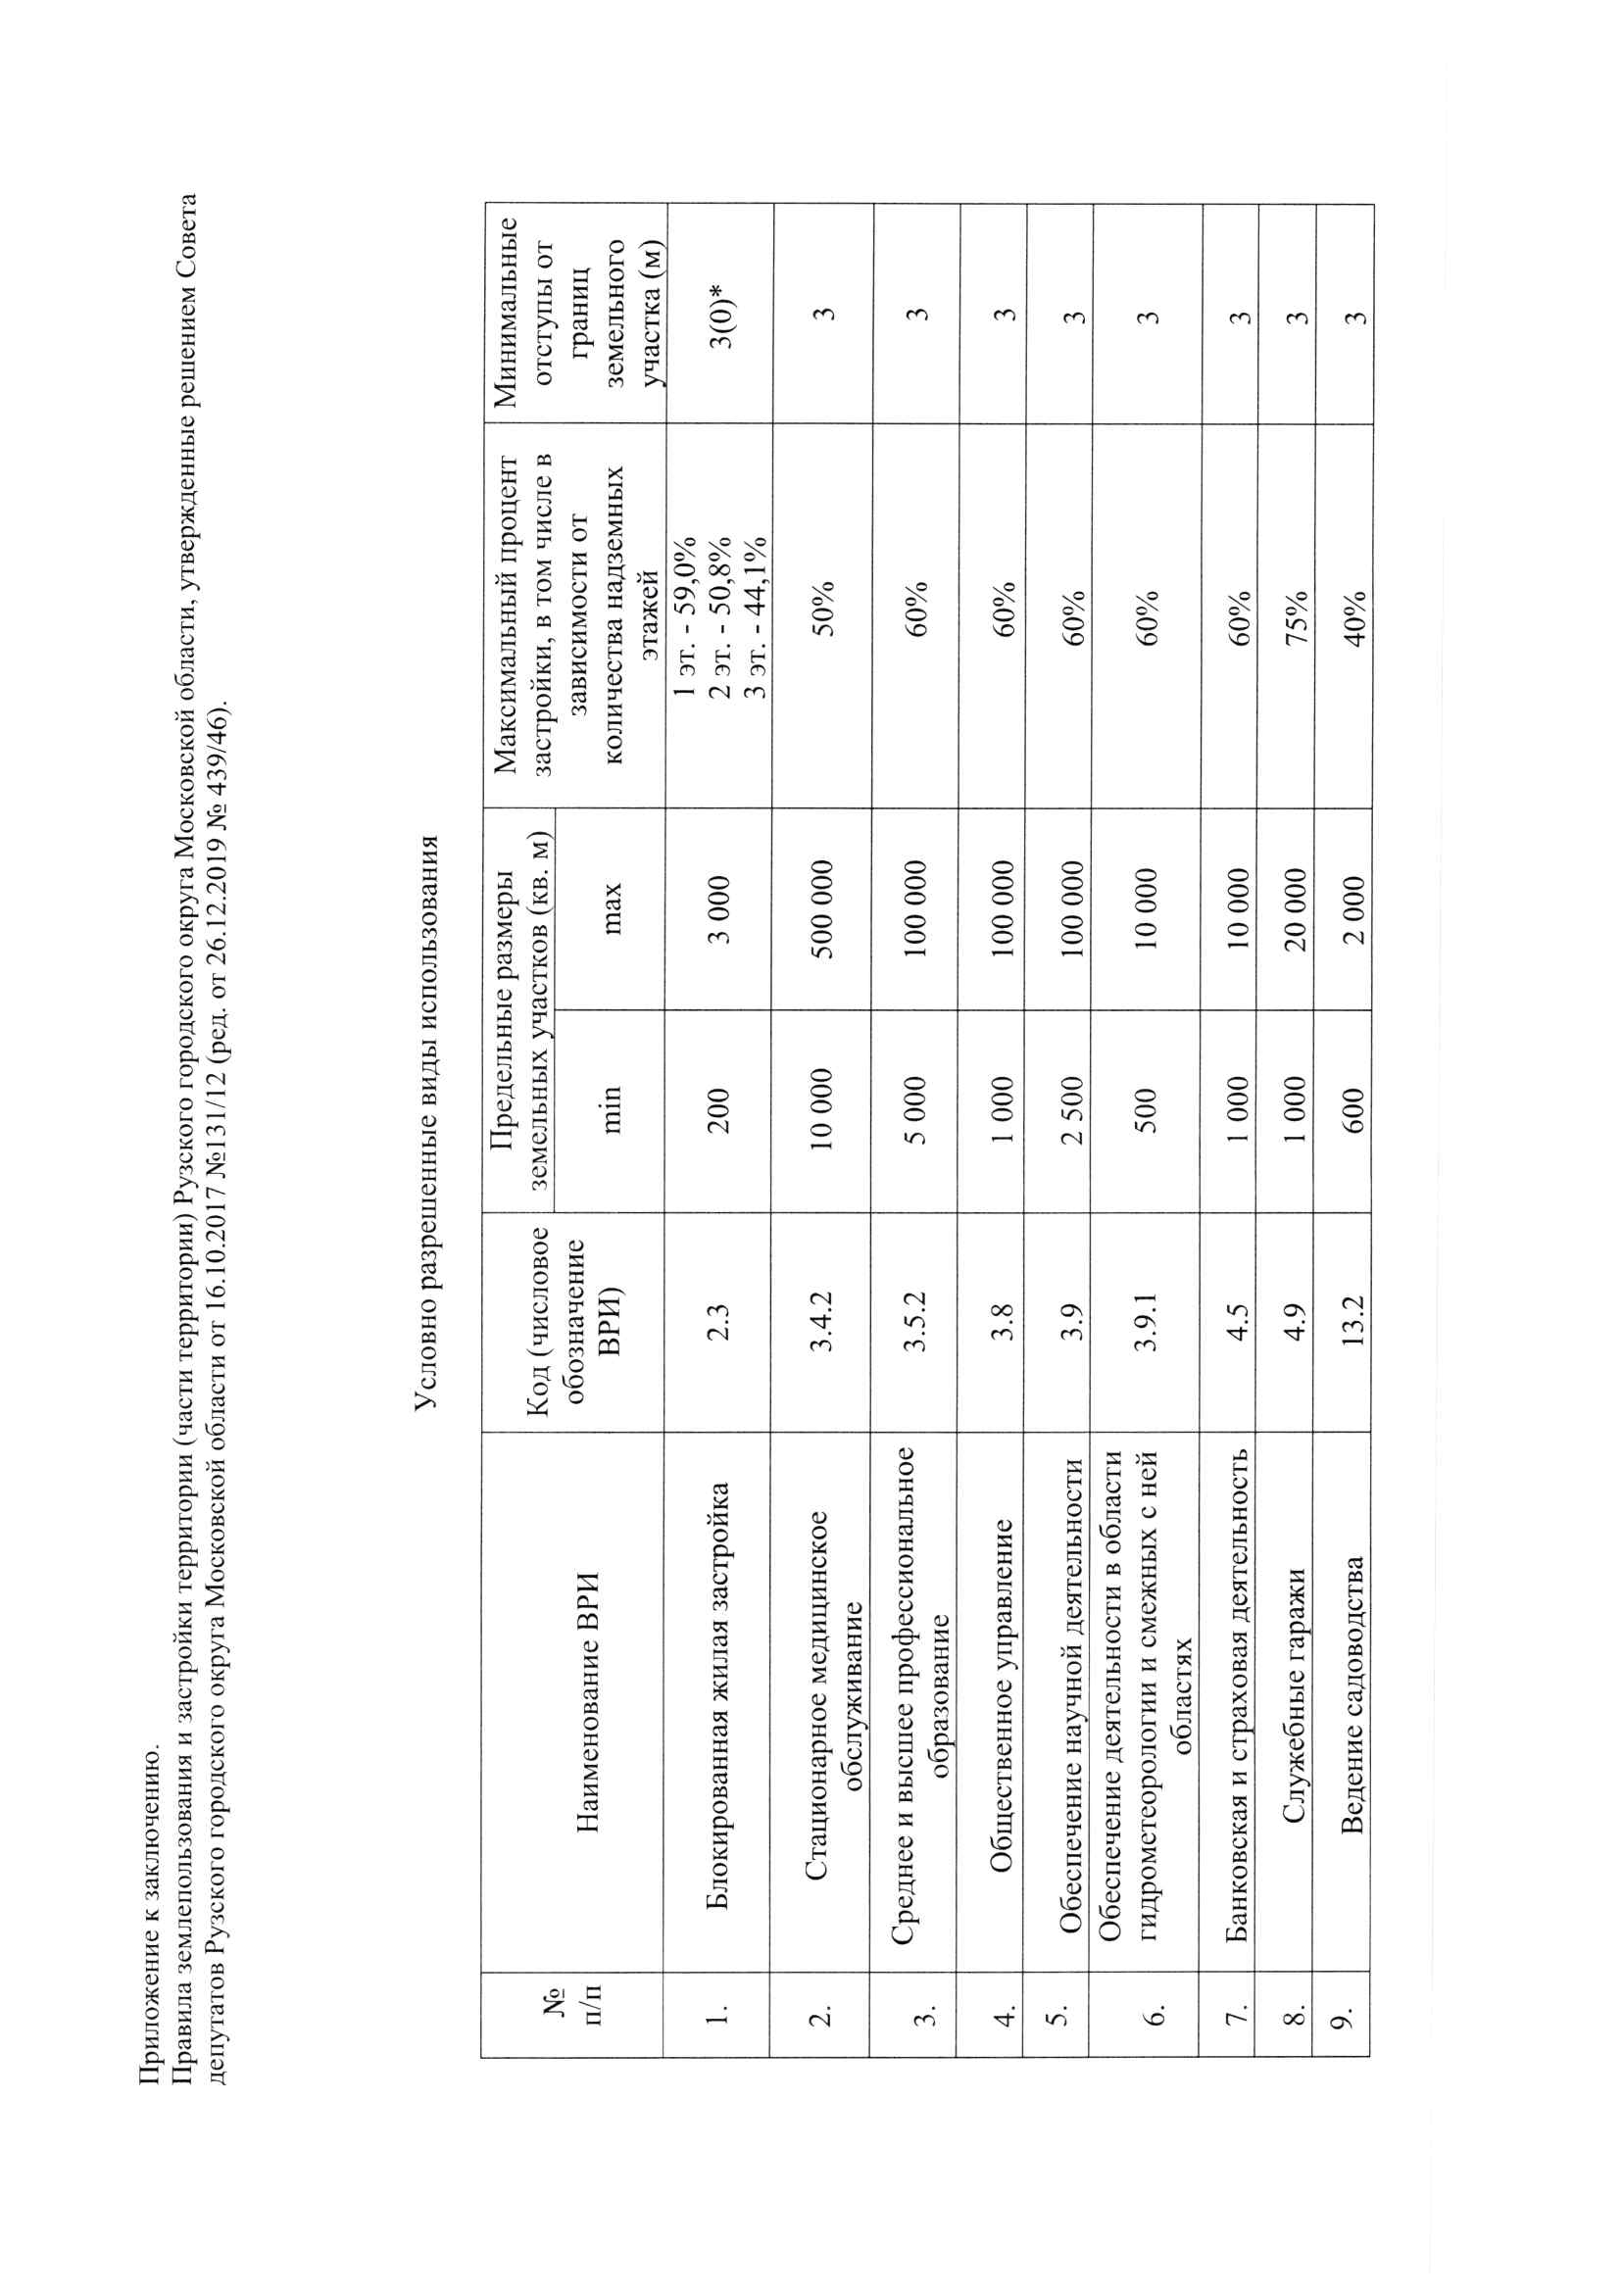 Приложение к заключению.
Правила землепользования и застройки территории (части территории) Рузского городского округа Московской области, утвержденные решением Совета
депутатов Рузского городского округа Московской области от 16.10.2017 №131/12 (ред. от 26.12.2019 № 439/46).
Условно разрешенные виды использования
№
п/п
Наименование ВРИ
Код (числовое
обозначение
ВРИ)
Предельные размеры
земельных участков (кв. м)
min
max
Максимальный процент
застройки, в том числе в
зависимости от
количества надземных
этажей
Минимальные
отступы от
границ
земельного
участка (м)
1.
Блокированная жилая застройка
2.3
200
3 000
1 эт. - 59,0%
2 эт. - 50,8%
3 эт. - 44,1%
3(0)*
2.
Стационарное медицинское
обслуживание
3.4.2
10 000
500 000
50%
3
3.
Среднее и высшее профессиональное
образование
3.5.2
5 000
100 000
60%
3
4.
Общественное управление
3.8
1 000
100 000
60%
3
5.
Обеспечение научной деятельности
3.9
2 500
100 000
60%
3
6.
Обеспечение деятельности в области
гидрометеорологии и смежных с ней
областях
3.9.1
500
10 000
60%
3
7.
Банковская и страховая деятельность
4.5
1 000
10 000
60%
3
8.
Служебные гаражи
4.9
1 000
20 000
75%
3
9.
Ведение садоводства
13.2
600
2 000
40%
3